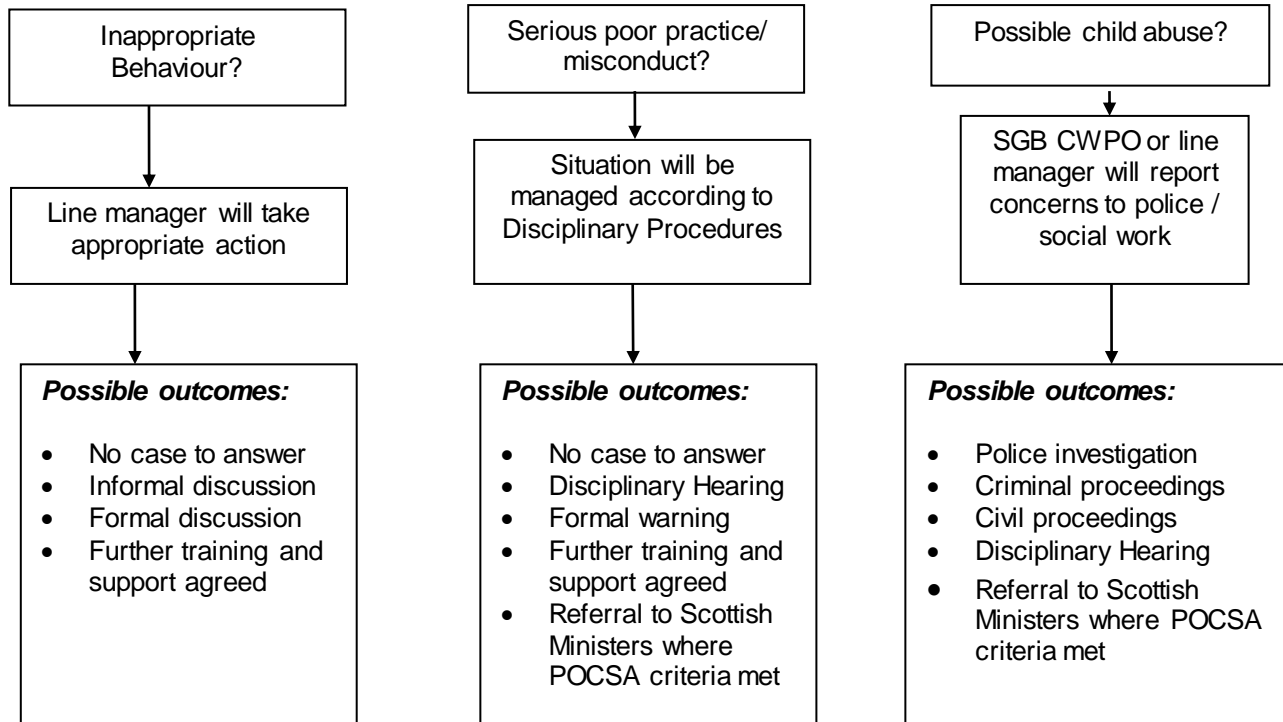 Inappropriate
Behaviour?
Line manager will take
appropriate action
Possible outcomes:
• No case to answer
• Informal discussion
• Formal discussion
• Further training and
support agreed
Serious poor practice/
misconduct?
Situation will be
managed according to
Disciplinary Procedures
Possible outcomes:
• No case to answer
• Disciplinary Hearing
• Formal warning
• Further training and
support agreed
• Referral to Scottish
Ministers where
POCSA criteria met
Possible child abuse?
SGB CWPO or line
manager will report
concerns to police /
social work
Possible outcomes:
• Police investigation
• Criminal proceedings
• Civil proceedings
• Disciplinary Hearing
• Referral to Scottish
Ministers where POCSA
criteria met